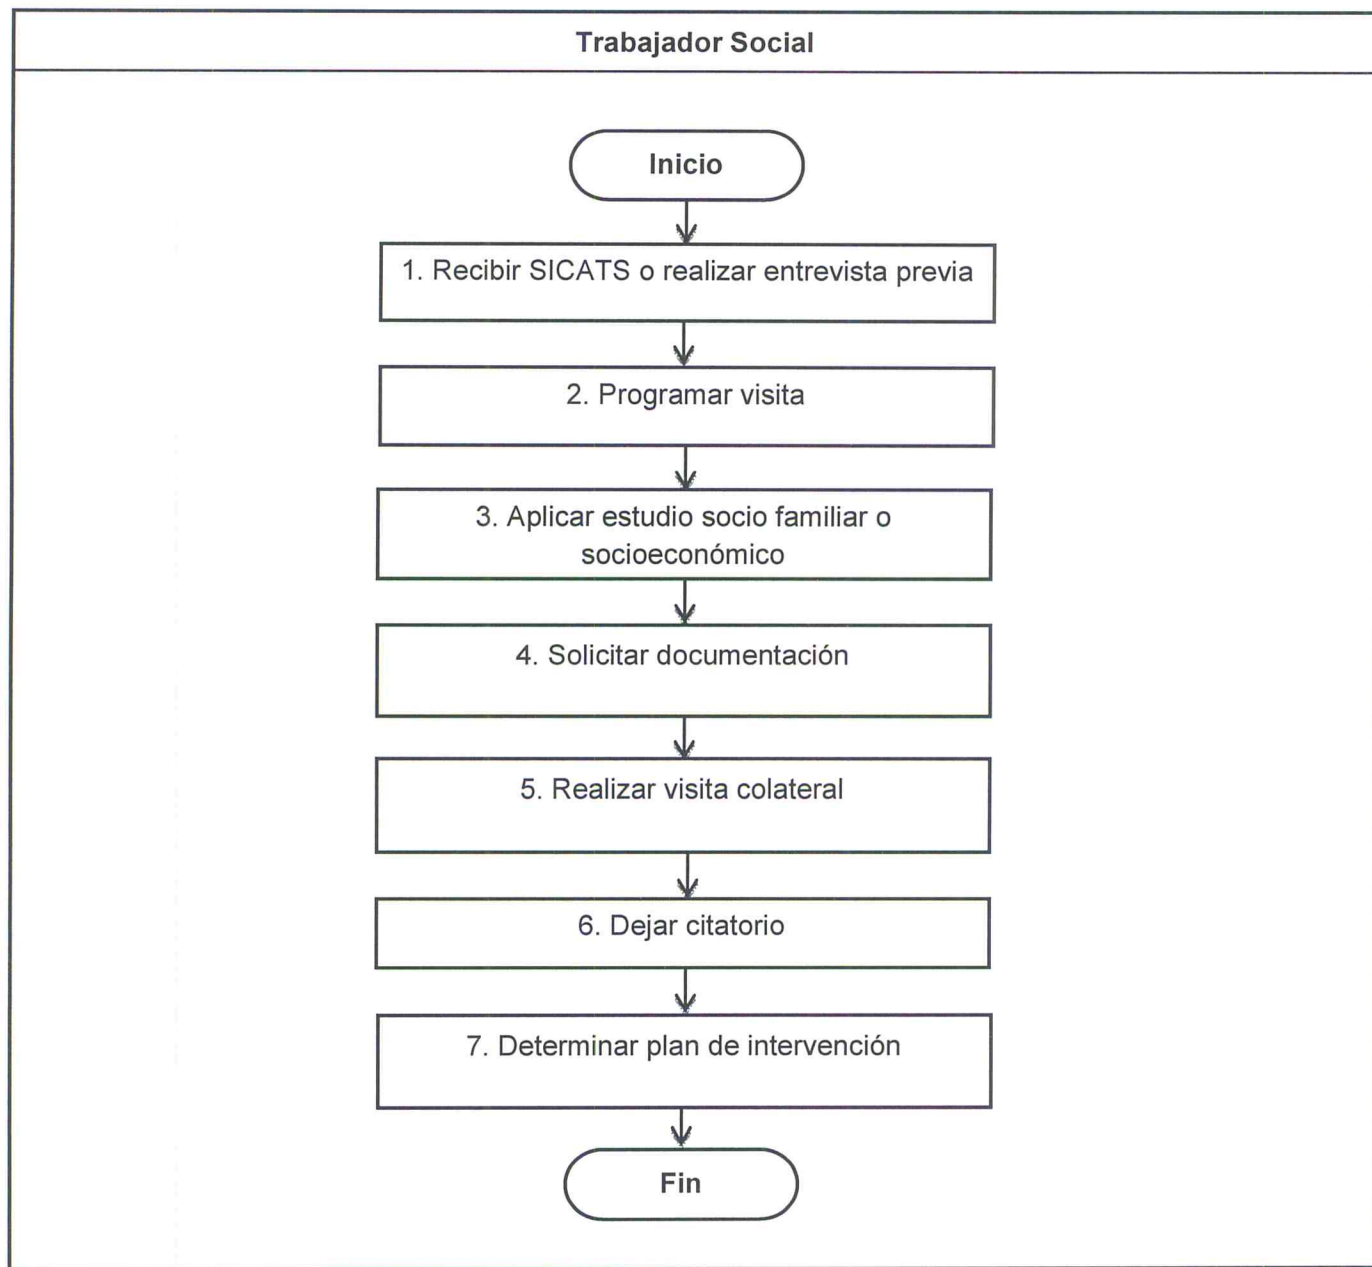 Trabajador Social
Inicio
1. Recibir SICATS o realizar entrevista previa
2. Programar visita
3. Aplicar estudio socio familiar o
socioeconómico
4. Solicitar documentación
5. Realizar visita colateral
6. Dejar citatorio
7. Determinar plan de intervención
Fin